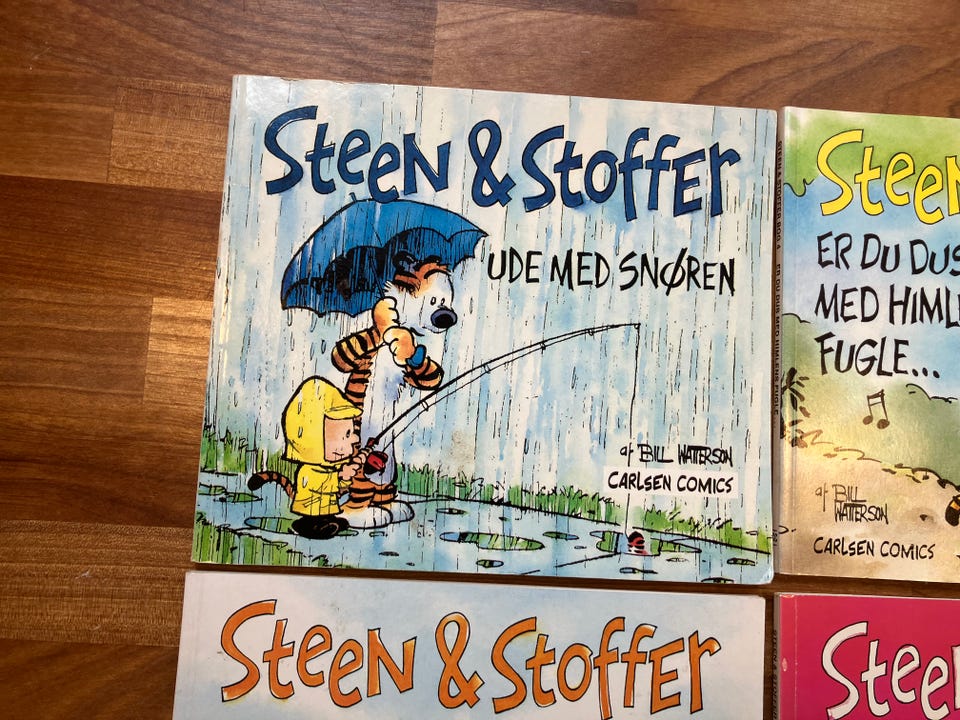 STEEN & STOFFER
UDE MED SNØREN
af BILL WATTERSON
CARLSEN COMICS
STEEN
ER DU DUS
MED HIML
FUGLE...
af BILL
WATTERSON
CARLSEN COMICS
STEEN & STOFFER
STEEN